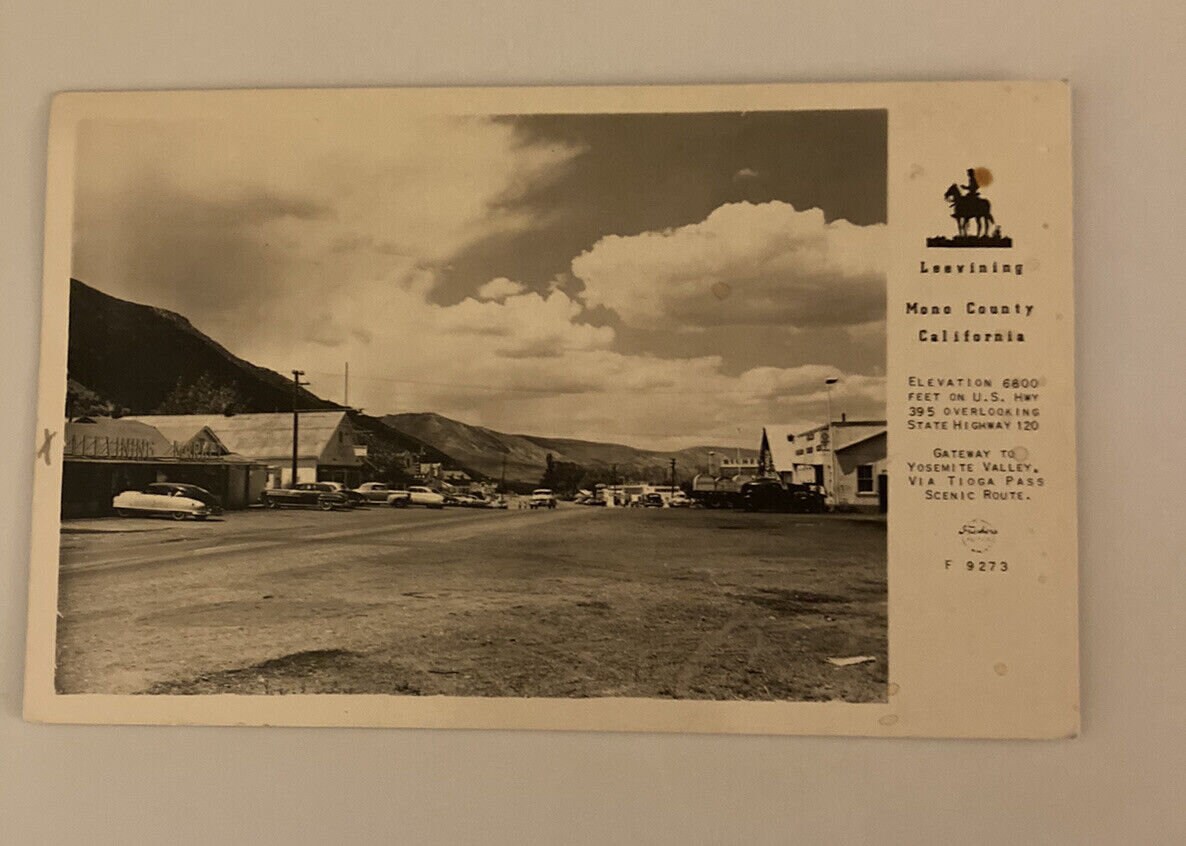 Leevining
Mono County
California
ELEVATION 6800
FEET ON U.S. HWY
395 OVERLOOKING
STATE HIGHWAY 120
GATEWAY TO
YOSEMITE VALLEY.
VIA TIOGA PASS
SCENIC ROUTE.
Frashers
F 9273
X